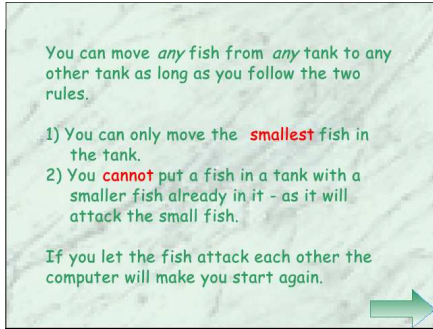 You can move any fish from any tank to any
other tank as long as you follow the two
rules.
1) You can only move the smallest fish in
the tank.
2) You cannot put a fish in a tank with a
smaller fish already in it - as it will
attack the small fish.
If you let the fish attack each other the
computer will make you start again.